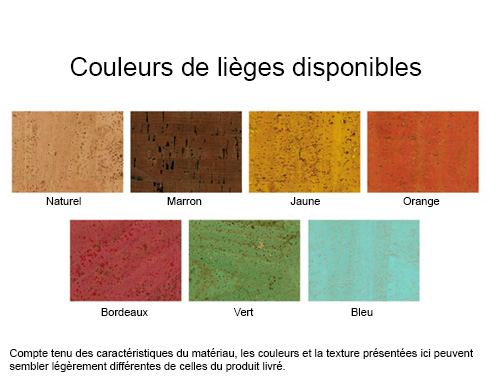 Couleurs de lièges disponibles
Naturel
Marron
Jaune
Orange
Bordeaux
Vert
Bleu
Compte tenu des caractéristiques du matériau, les couleurs et la texture présentées ici peuvent
sembler légèrement différentes de celles du produit livré.